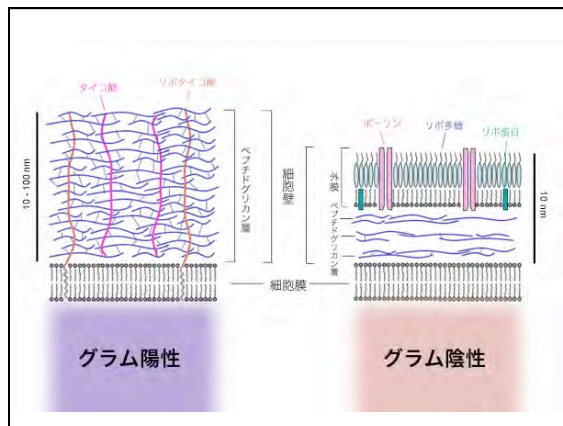 タイコ酸
リポタイコ酸
10 - 100 nm
ペプチドグリカン層
細胞壁
ポーリン
リポ多糖
リポ蛋白
外膜
ペプチドグリカン層
10 nm
細胞膜
グラム陽性
グラム陰性